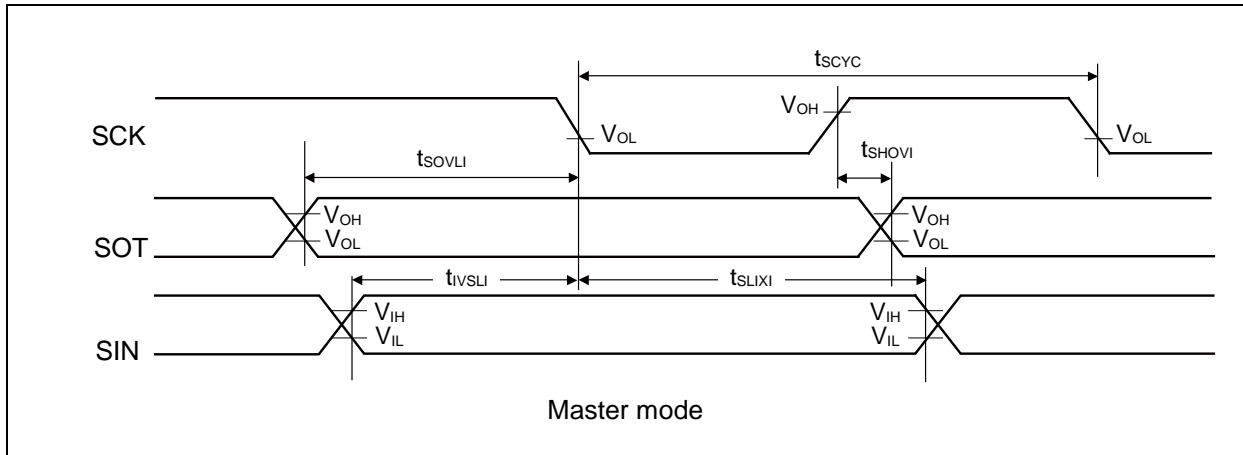 tSCYC
SCK
VOL
VOH
VOL
tSOVLI
tSHOVI
SOT
VOH
VOL
VOH
VOL
tIVSLI
tSLIXI
SIN
VIH
VIL
VIH
VIL
Master mode